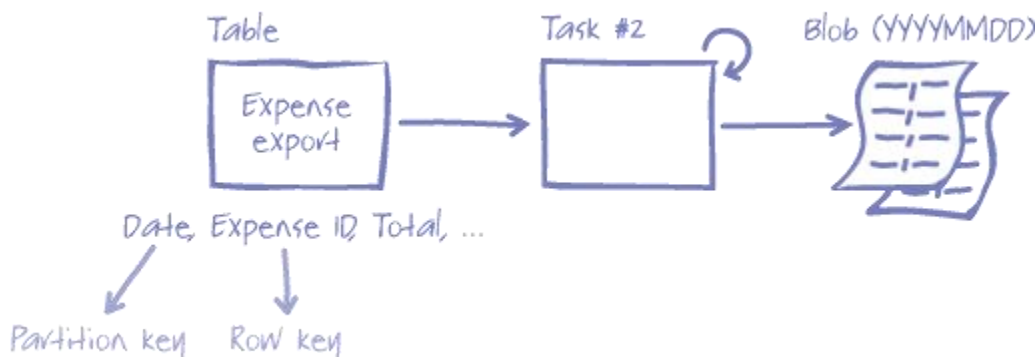 Table
Task #2
Blob (YYYYMMDD)
Expense
export
Date, Expense ID, Total, ...
Partition key
Row key